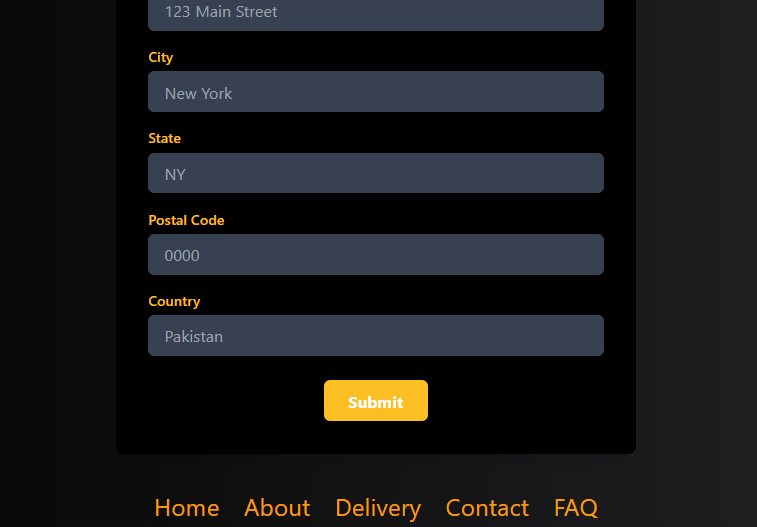 123 Main Street
City
New York
State
NY
Postal Code
0000
Country
Pakistan
Submit
Home About Delivery Contact FAQ